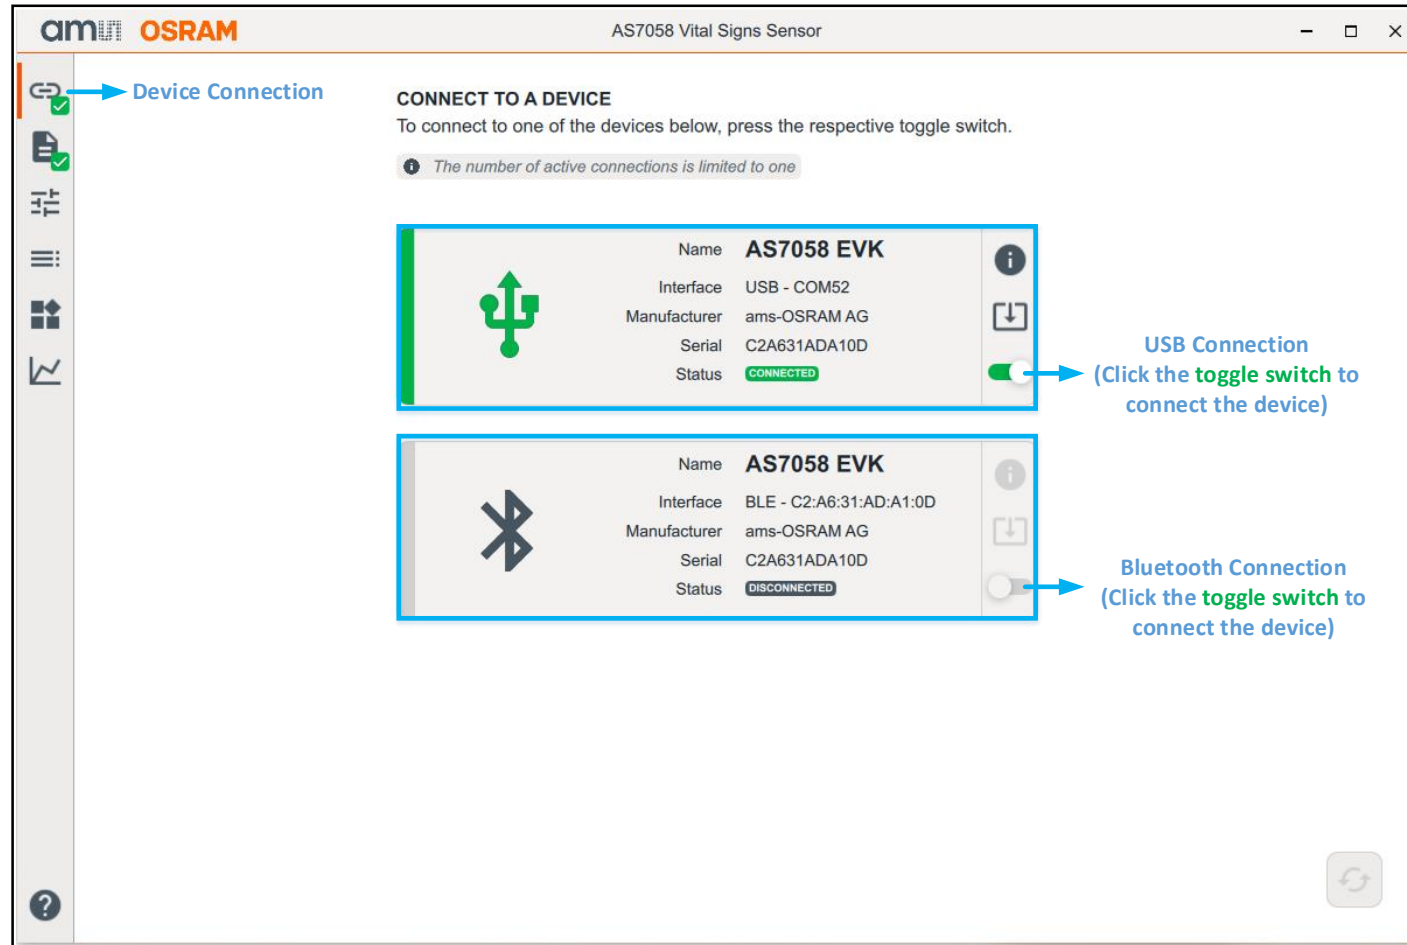 amu OSRAM
AS7058 Vital Signs Sensor
Device Connection
CONNECT TO A DEVICE
To connect to one of the devices below, press the respective toggle switch.
The number of active connections is limited to one
Name AS7058 EVK
Interface USB - COM52
Manufacturer ams-OSRAM AG
Serial C2A631ADA10D
Status CONNECTED
USB Connection
(Click the toggle switch to
connect the device)
Name AS7058 EVK
Interface BLE - C2:A6:31:AD:A1:0D
Manufacturer ams-OSRAM AG
Serial C2A631ADA10D
Status DISCONNECTED
Bluetooth Connection
(Click the toggle switch to
connect the device)